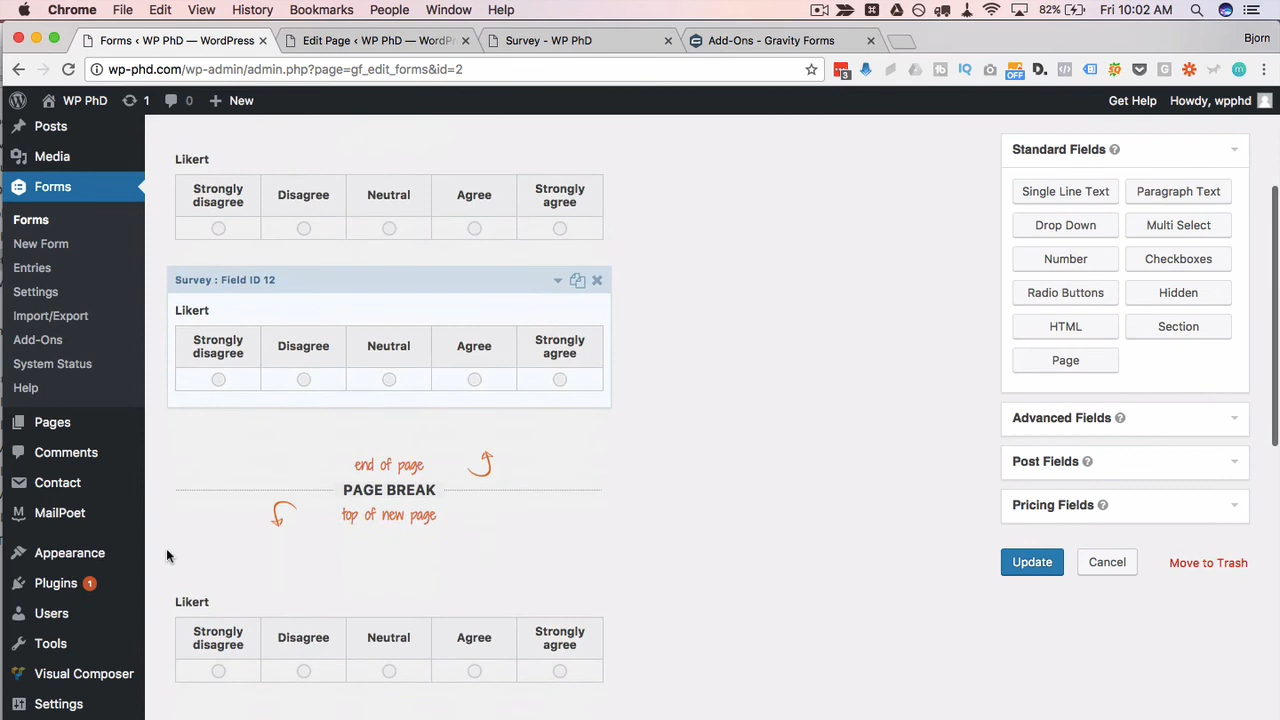 Chrome File Edit View History Bookmarks People Window Help 82% Fri 10:02 AM
Forms ‹ WP PhD — WordPress Edit Page ‹ WP PhD — WordPr Survey - WP PhD Add-Ons - Gravity Forms Bjorn
wp-phd.com/wp-admin/admin.php?page=gf_edit_forms&id=2 3 OFF
WP PhD 1 0 New Get Help Howdy, wpphd
Posts
Media
Forms
Forms
New Form
Entries
Settings
Import/Export
Add-Ons
System Status
Help
Pages
Comments
Contact
MailPoet
Appearance
Plugins 1
Users
Tools
Visual Composer
Settings
Likert
Strongly disagree Disagree Neutral Agree Strongly agree
Survey : Field ID 12
Likert
Strongly disagree Disagree Neutral Agree Strongly agree
end of page
PAGE BREAK
top of new page
Likert
Strongly disagree Disagree Neutral Agree Strongly agree
Standard Fields
Single Line Text Paragraph Text
Drop Down Multi Select
Number Checkboxes
Radio Buttons Hidden
HTML Section
Page
Advanced Fields
Post Fields
Pricing Fields
Update Cancel Move to Trash